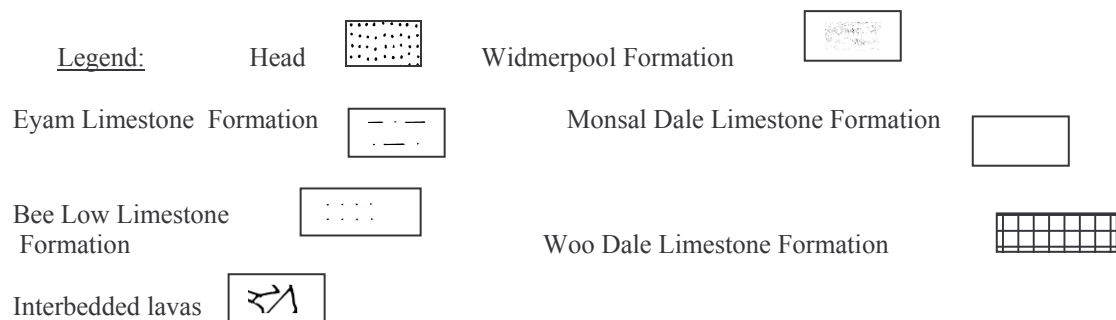 Legend: Head Widmerpool Formation
Eyam Limestone Formation Monsal Dale Limestone Formation
Bee Low Limestone
Formation Woo Dale Limestone Formation
Interbedded lavas